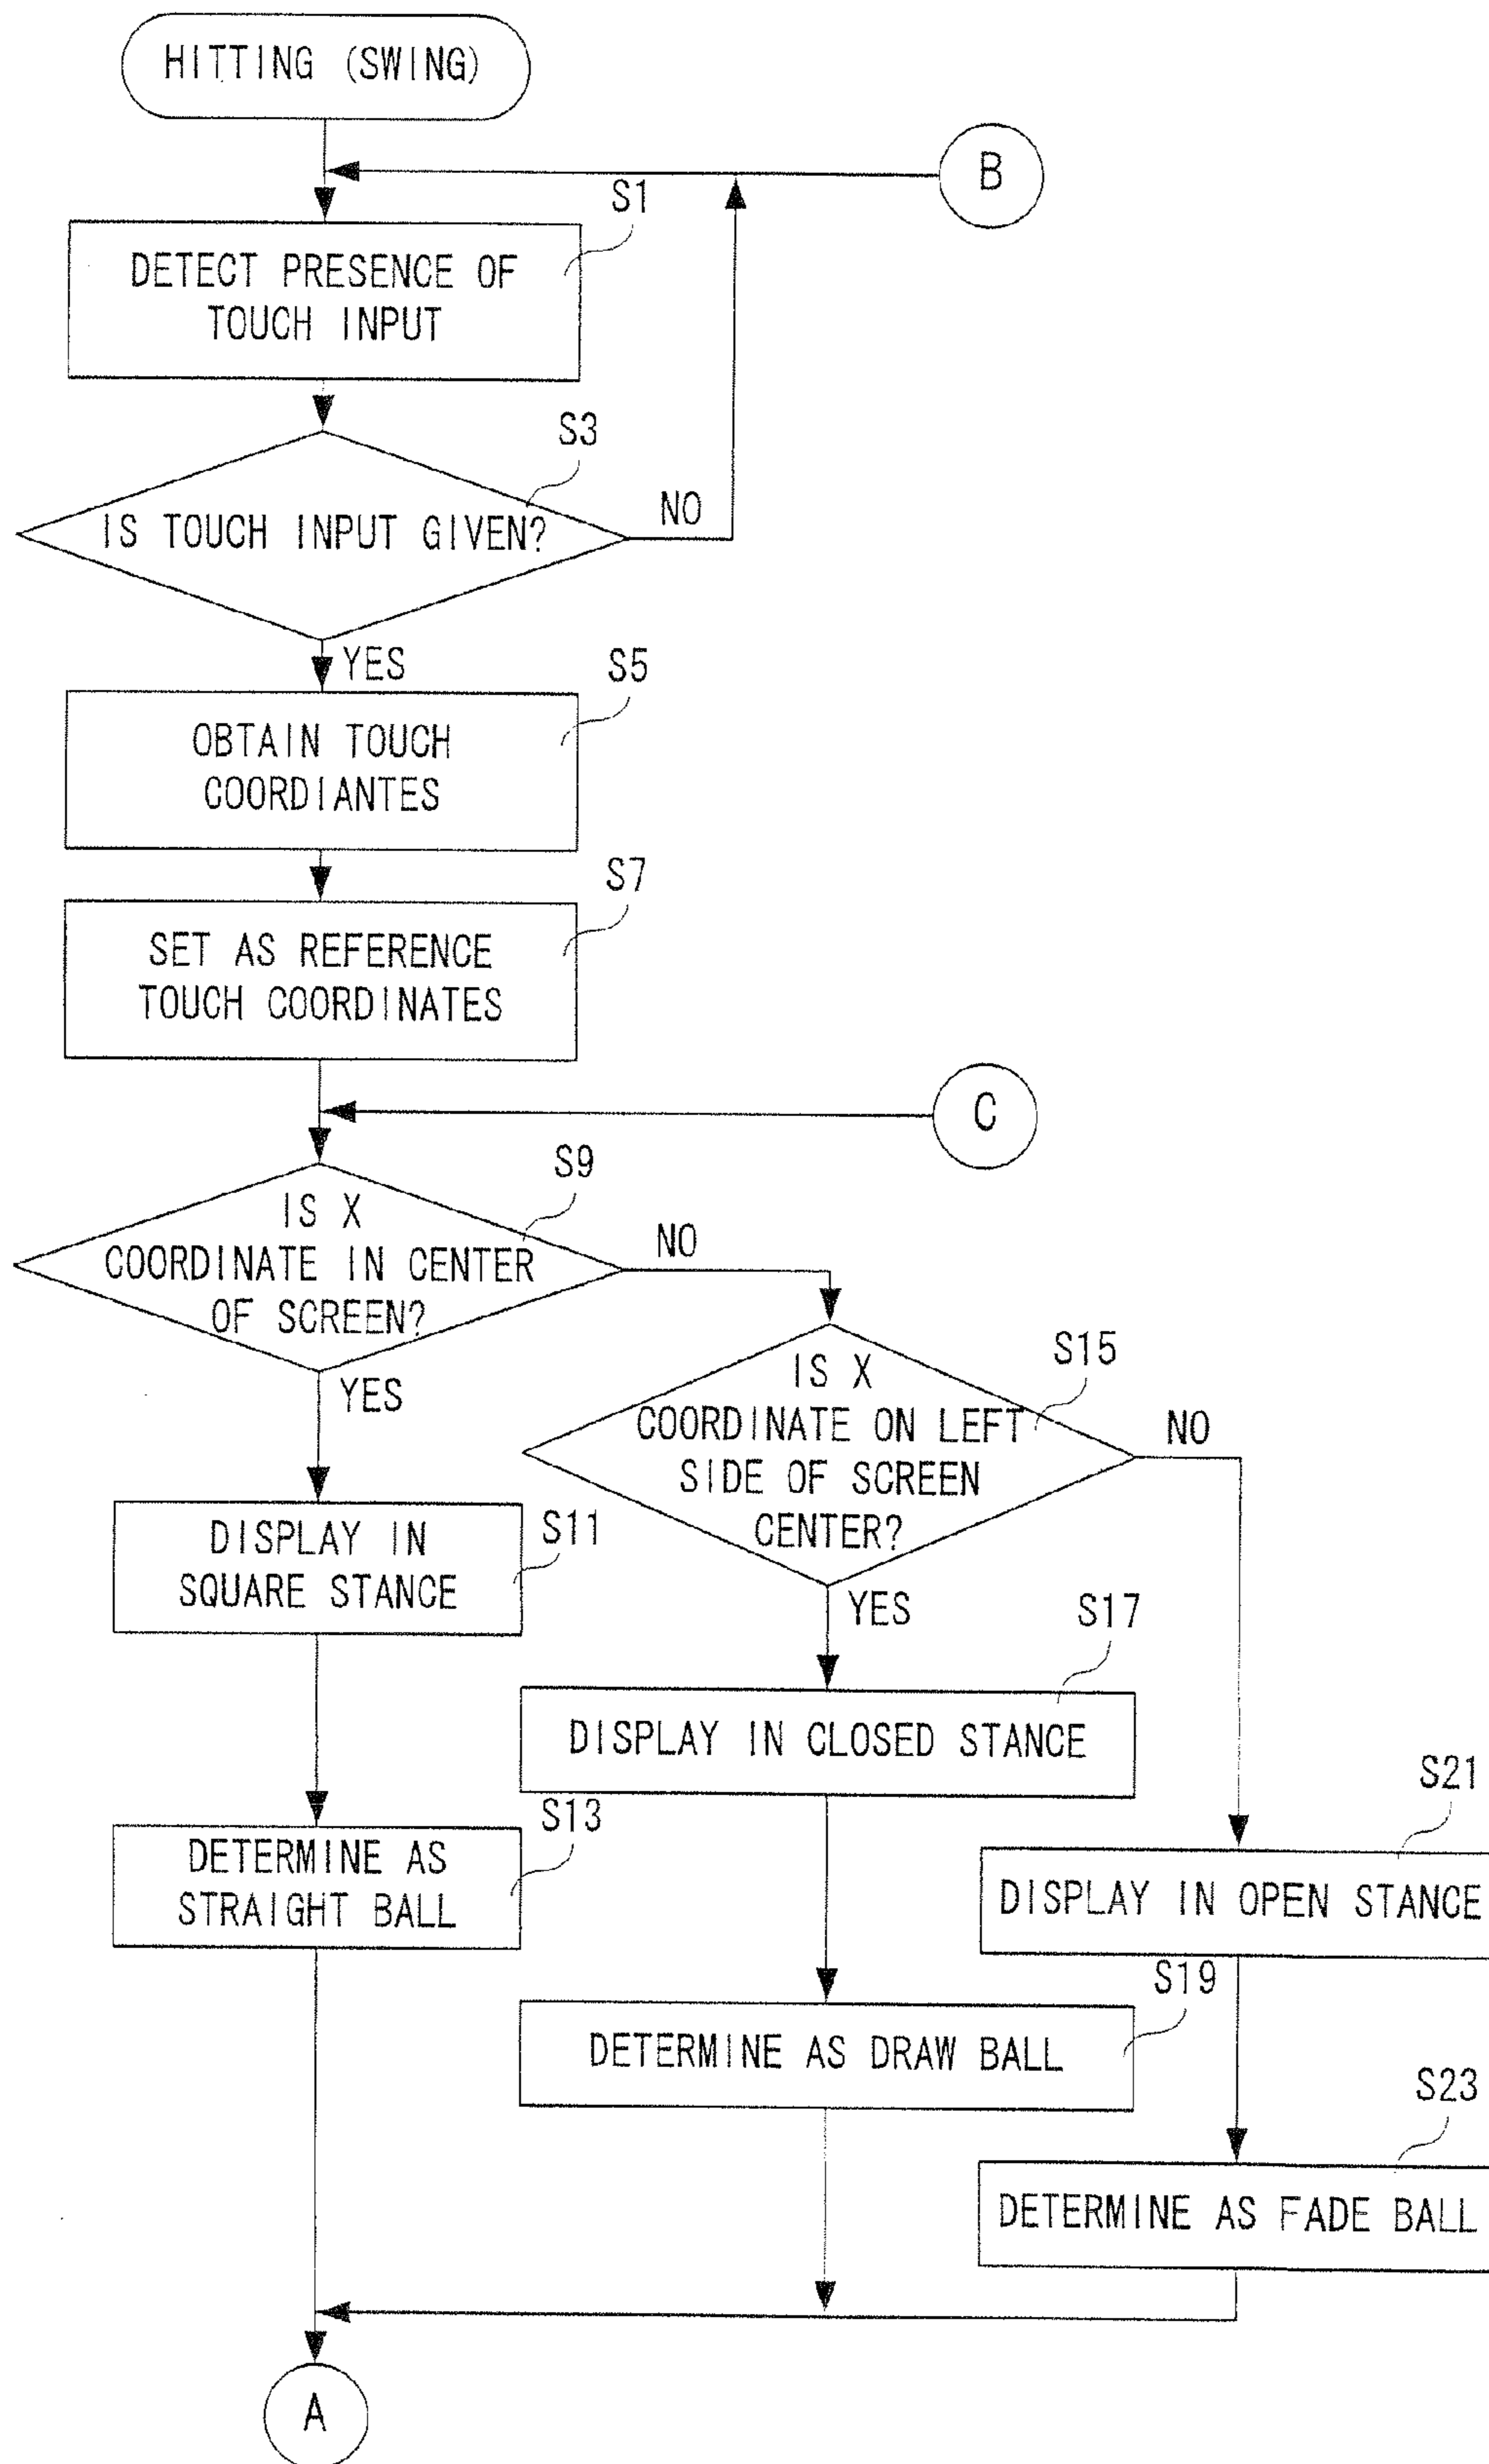 HITTING (SWING)
B
S1
DETECT PRESENCE OF
TOUCH INPUT
S3
IS TOUCH INPUT GIVEN?
NO
YES
S5
OBTAIN TOUCH
COORDIANTES
S7
SET AS REFERENCE
TOUCH COORDINATES
C
S9
IS X
COORDINATE IN CENTER
OF SCREEN?
NO
YES
S15
IS X
COORDINATE ON LEFT
SIDE OF SCREEN
CENTER?
NO
YES
S11
DISPLAY IN
SQUARE STANCE
S17
DISPLAY IN CLOSED STANCE
S13
DETERMINE AS
STRAIGHT BALL
S21
DISPLAY IN OPEN STANCE
S19
DETERMINE AS DRAW BALL
S23
DETERMINE AS FADE BALL
A